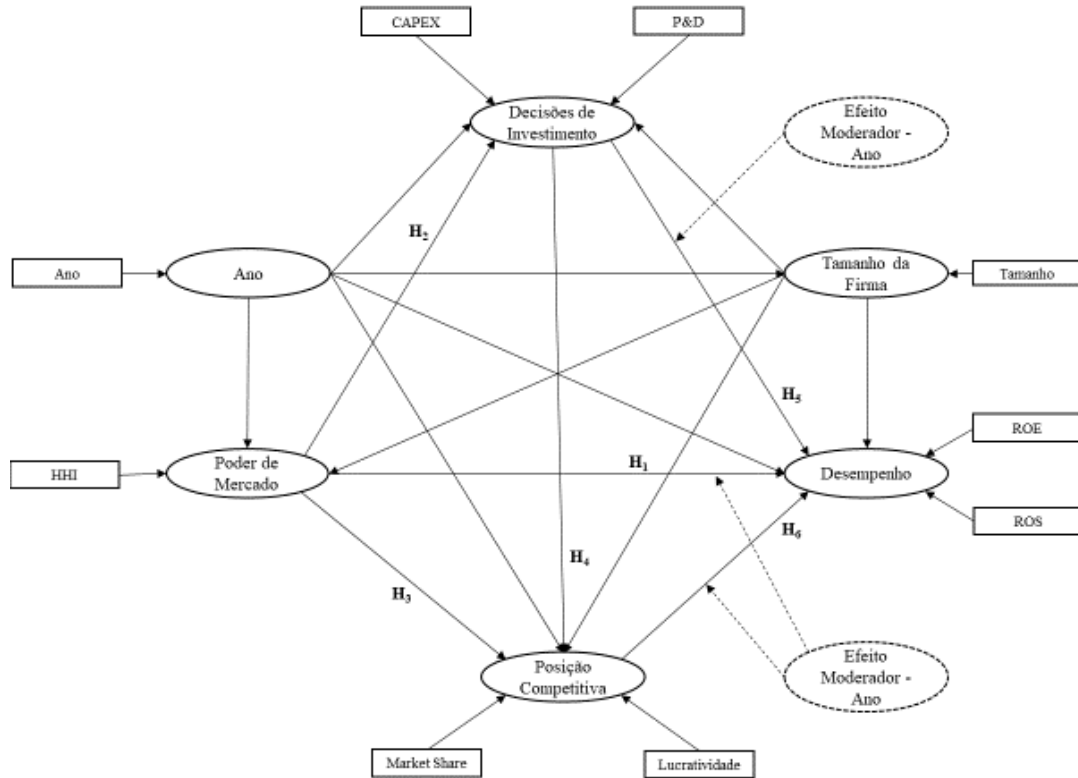 CAPEX
P&D
Decisões de
Investimento
Efeito
Moderador -
Ano
H₂
Ano
Ano
Tamanho da
Firma
Tamanho
H₅
HHI
Poder de
Mercado
H₁
Desempenho
ROE
ROS
H₆
H₄
H₃
Posição
Competitiva
Efeito
Moderador -
Ano
Market Share
Lucratividade